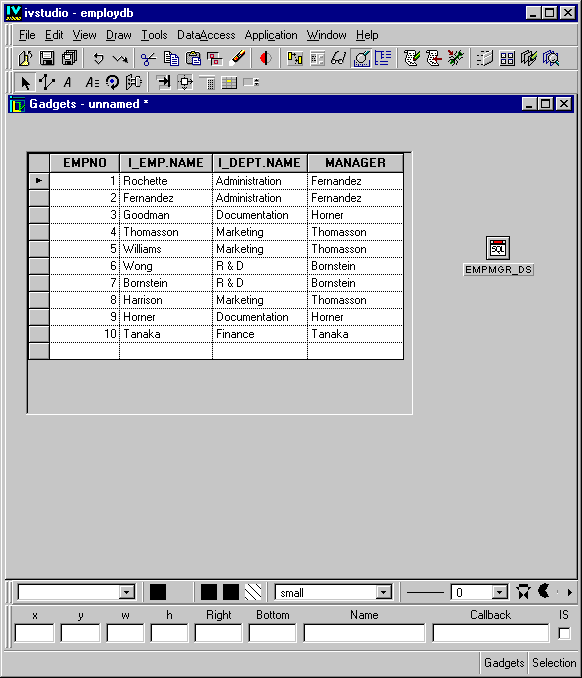 IV STUDIO ivstudio - employdb
File Edit View Draw Tools DataAccess Application Window Help
A A=
Gadgets - unnamed *
EMPNO I_EMP.NAME I_DEPT.NAME MANAGER
1 Rochette Administration Fernandez
2 Fernandez Administration Fernandez
3 Goodman Documentation Horner
4 Thomasson Marketing Thomasson
5 Williams Marketing Thomasson
6 Wong R & D Bornstein
7 Bornstein R & D Bornstein
8 Harrison Marketing Thomasson
9 Horner Documentation Horner
10 Tanaka Finance Tanaka
SQL
EMPMGR_DS
small 0
x y w h Right Bottom Name Callback IS
Gadgets Selection